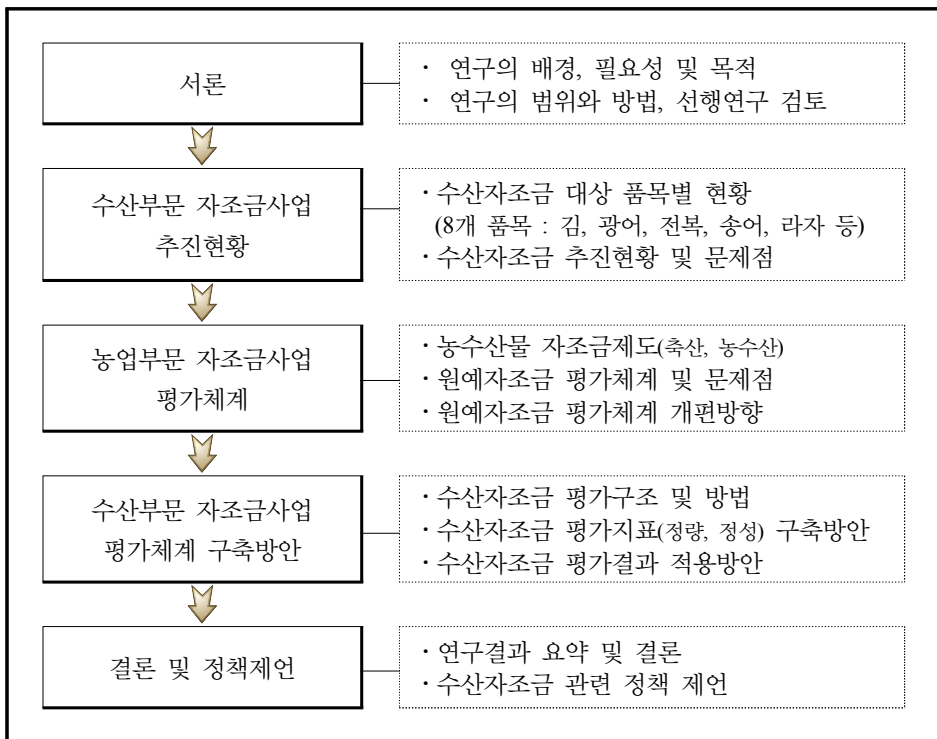 서론
· 연구의 배경, 필요성 및 목적
· 연구의 범위와 방법, 선행연구 검토
수산부문 자조금사업
추진현황
· 수산자조금 대상 품목별 현황
(8개 품목 : 김, 광어, 전복, 송어, 라자 등)
· 수산자조금 추진현황 및 문제점
농업부문 자조금사업
평가체계
· 농수산물 자조금제도(축산, 농수산)
· 원예자조금 평가체계 및 문제점
· 원예자조금 평가체계 개편방향
수산부문 자조금사업
평가체계 구축방안
· 수산자조금 평가구조 및 방법
· 수산자조금 평가지표(정량, 정성) 구축방안
· 수산자조금 평가결과 적용방안
결론 및 정책제언
· 연구결과 요약 및 결론
· 수산자조금 관련 정책 제언